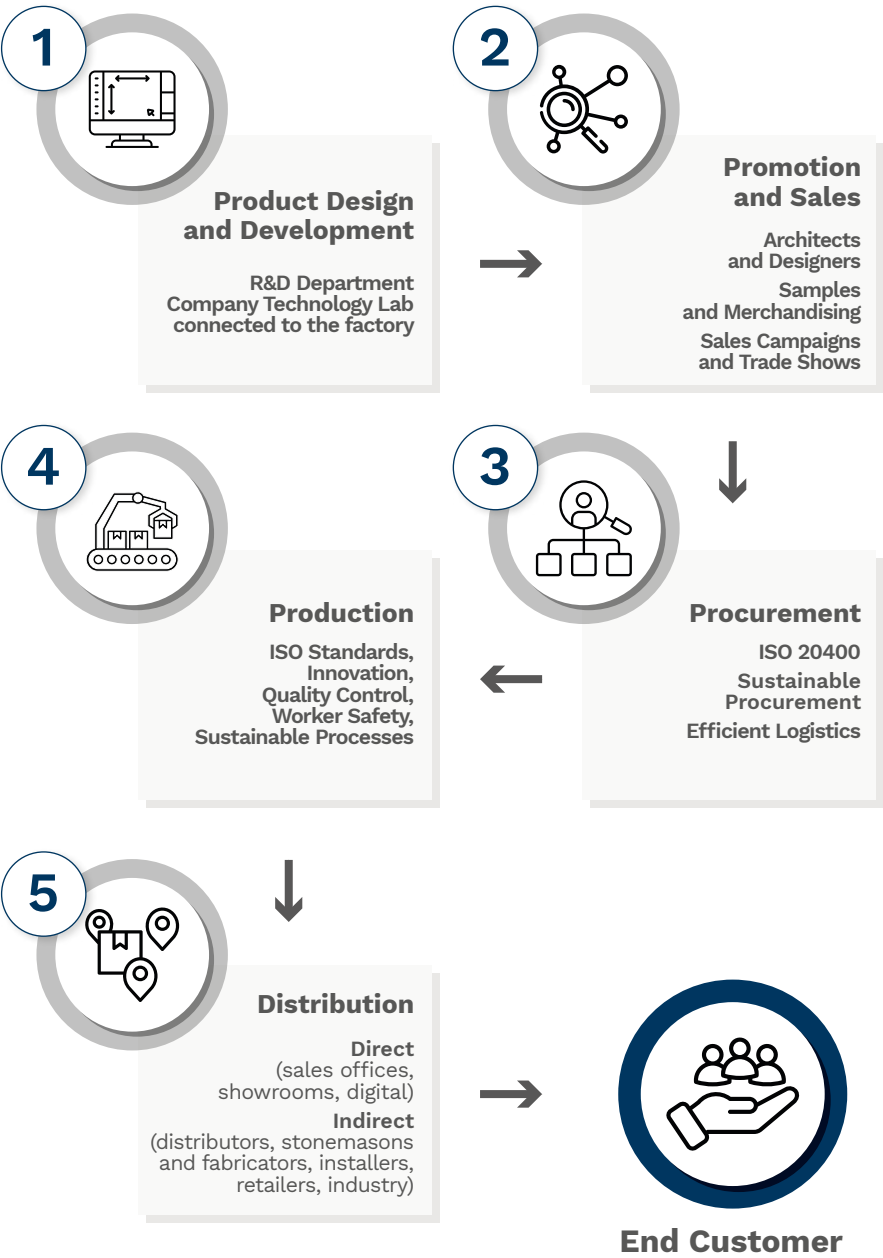 1
Product Design
and Development
R&D Department
Company Technology Lab
connected to the factory
2
Promotion
and Sales
Architects
and Designers
Samples
and Merchandising
Sales Campaigns
and Trade Shows
3
Procurement
ISO 20400
Sustainable
Procurement
Efficient Logistics
4
Production
ISO Standards,
Innovation,
Quality Control,
Worker Safety,
Sustainable Processes
5
Distribution
Direct
(sales offices,
showrooms, digital)
Indirect
(distributors, stonemasons
and fabricators, installers,
retailers, industry)
End Customer